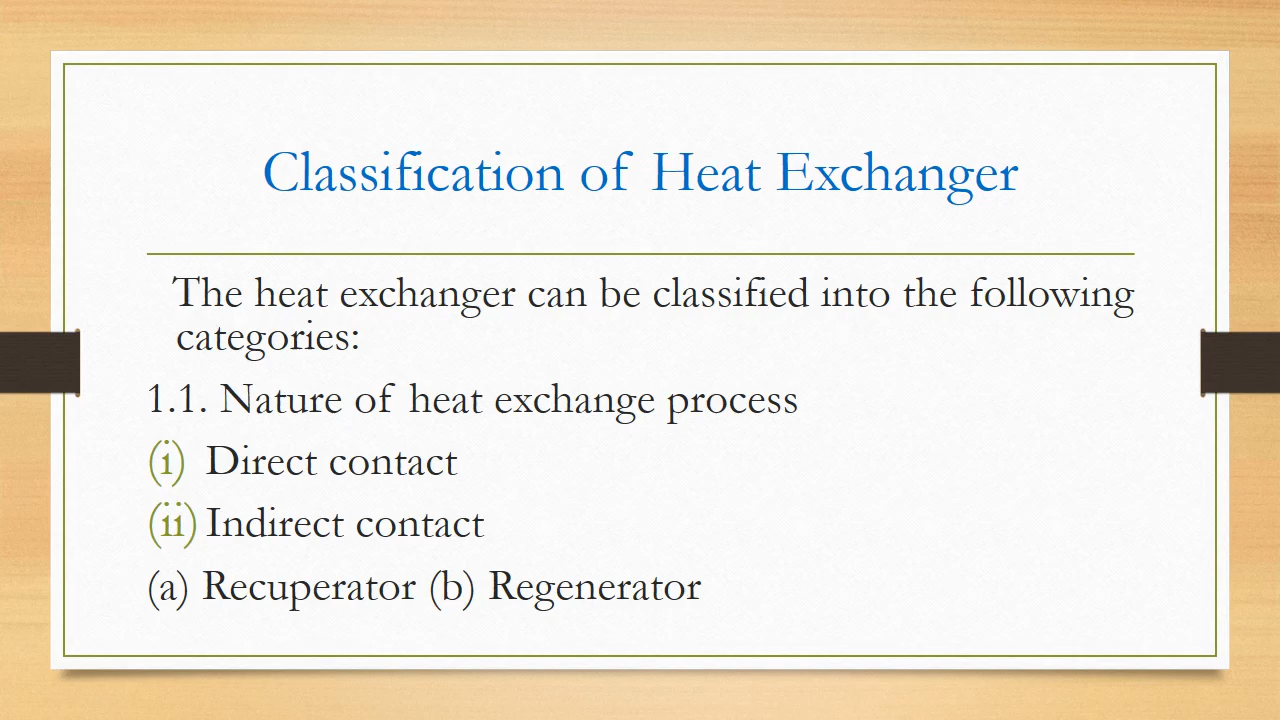 Classification of Heat Exchanger
The heat exchanger can be classified into the following
categories:
1.1. Nature of heat exchange process
(i) Direct contact
(ii) Indirect contact
(a) Recuperator (b) Regenerator